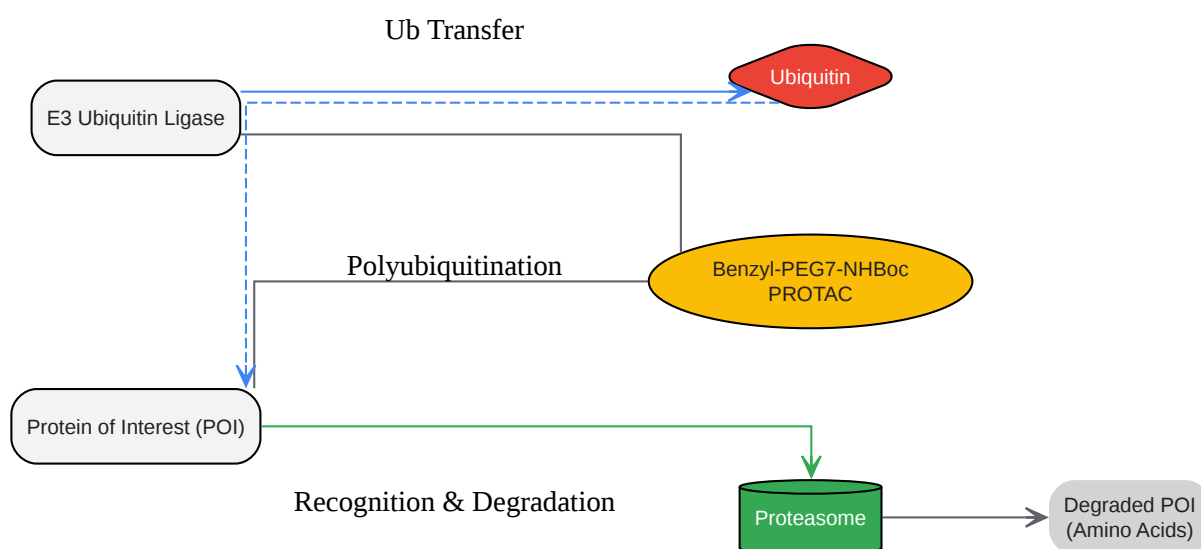 Ub Transfer
Ubiquitin
E3 Ubiquitin Ligase
Polyubiquitination
Benzyl-PEG7-NHBoc
PROTAC
Protein of Interest (POI)
Recognition & Degradation
Proteasome
Degraded POI
(Amino Acids)